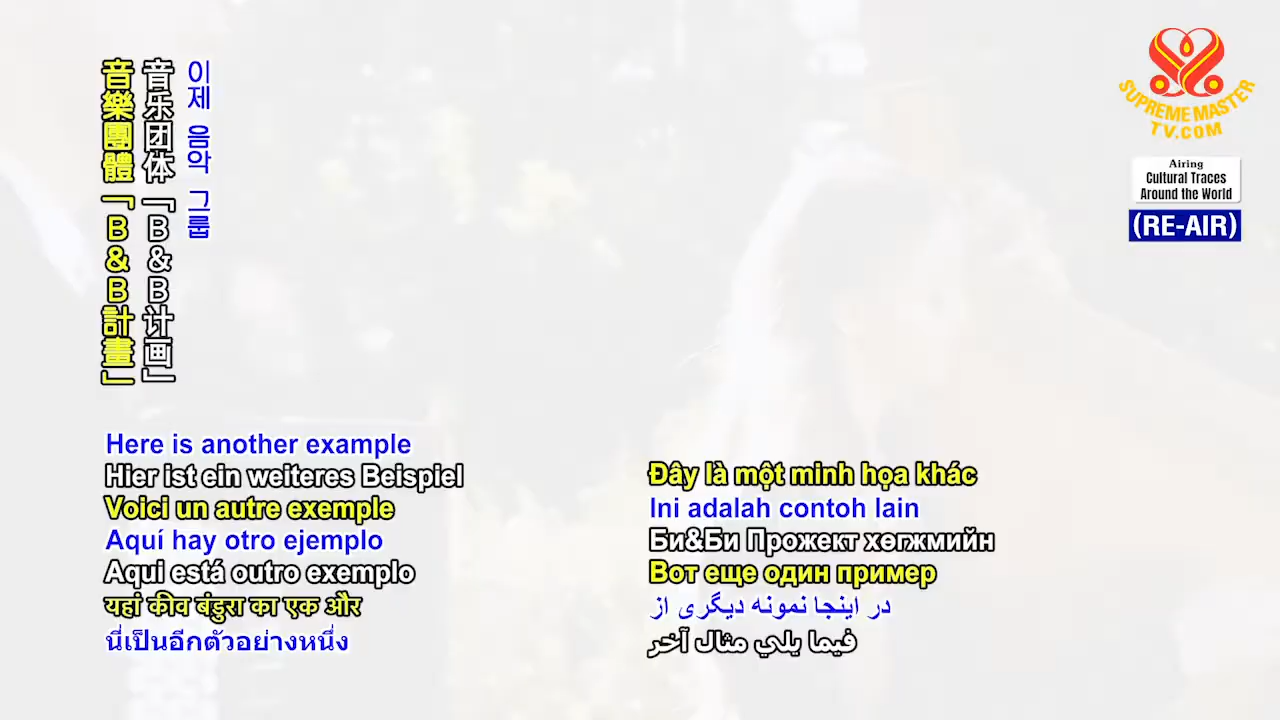 音樂團體「B&B計畫」
音乐团体「B&B计画」
이제 음악 그룹
SUPREME MASTER
TV.COM
Airing
Cultural Traces
Around the World
(RE-AIR)
Here is another example
Hier ist ein weiteres Beispiel
Voici un autre exemple
Aquí hay otro ejemplo
Aqui está outro exemplo
यहां कीव बंडुरा का एक और
นี่เป็นอีกตัวอย่างหนึ่ง
Đây là một minh họa khác
Ini adalah contoh lain
Би&Би Прожект хөгжмийн
Вот еще один пример
در اینجا نمونه دیگری از
فيما يلي مثال آخر